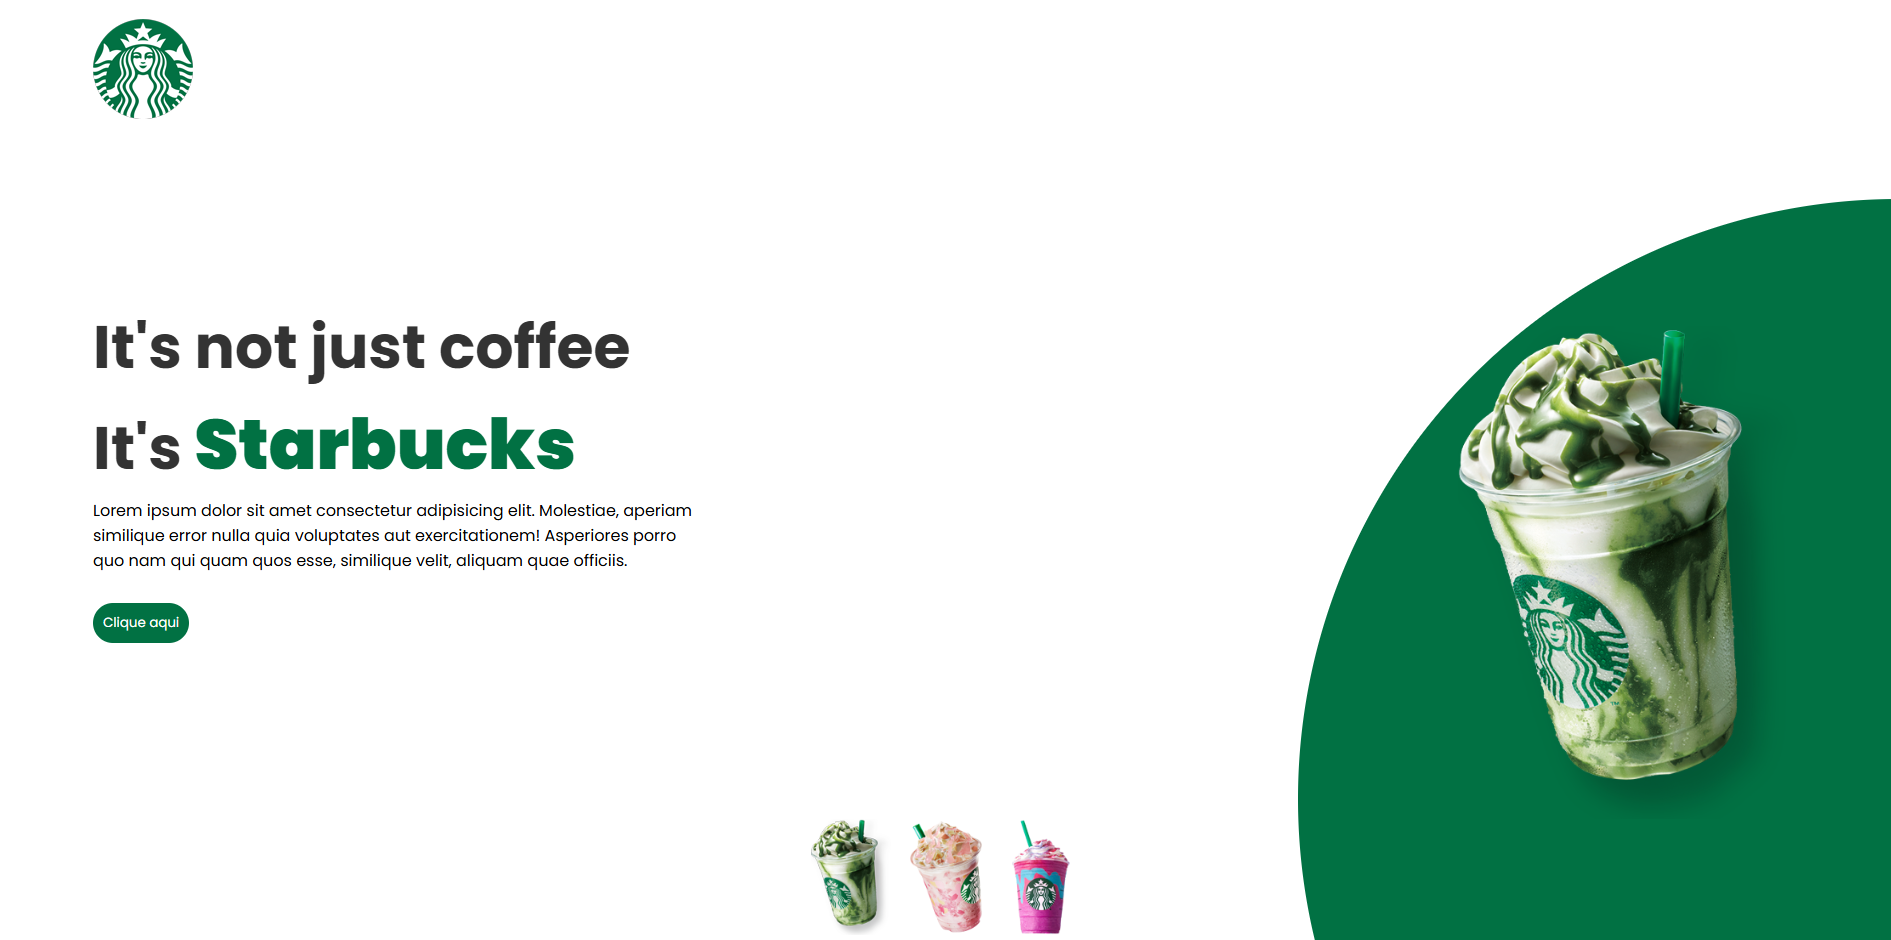 It's not just coffee
It's Starbucks
Lorem ipsum dolor sit amet consectetur adipisicing elit. Molestiae, aperiam
similique error nulla quia voluptates aut exercitationem! Asperiores porro
quo nam qui quam quos esse, similique velit, aliquam quae officiis.
Clique aqui